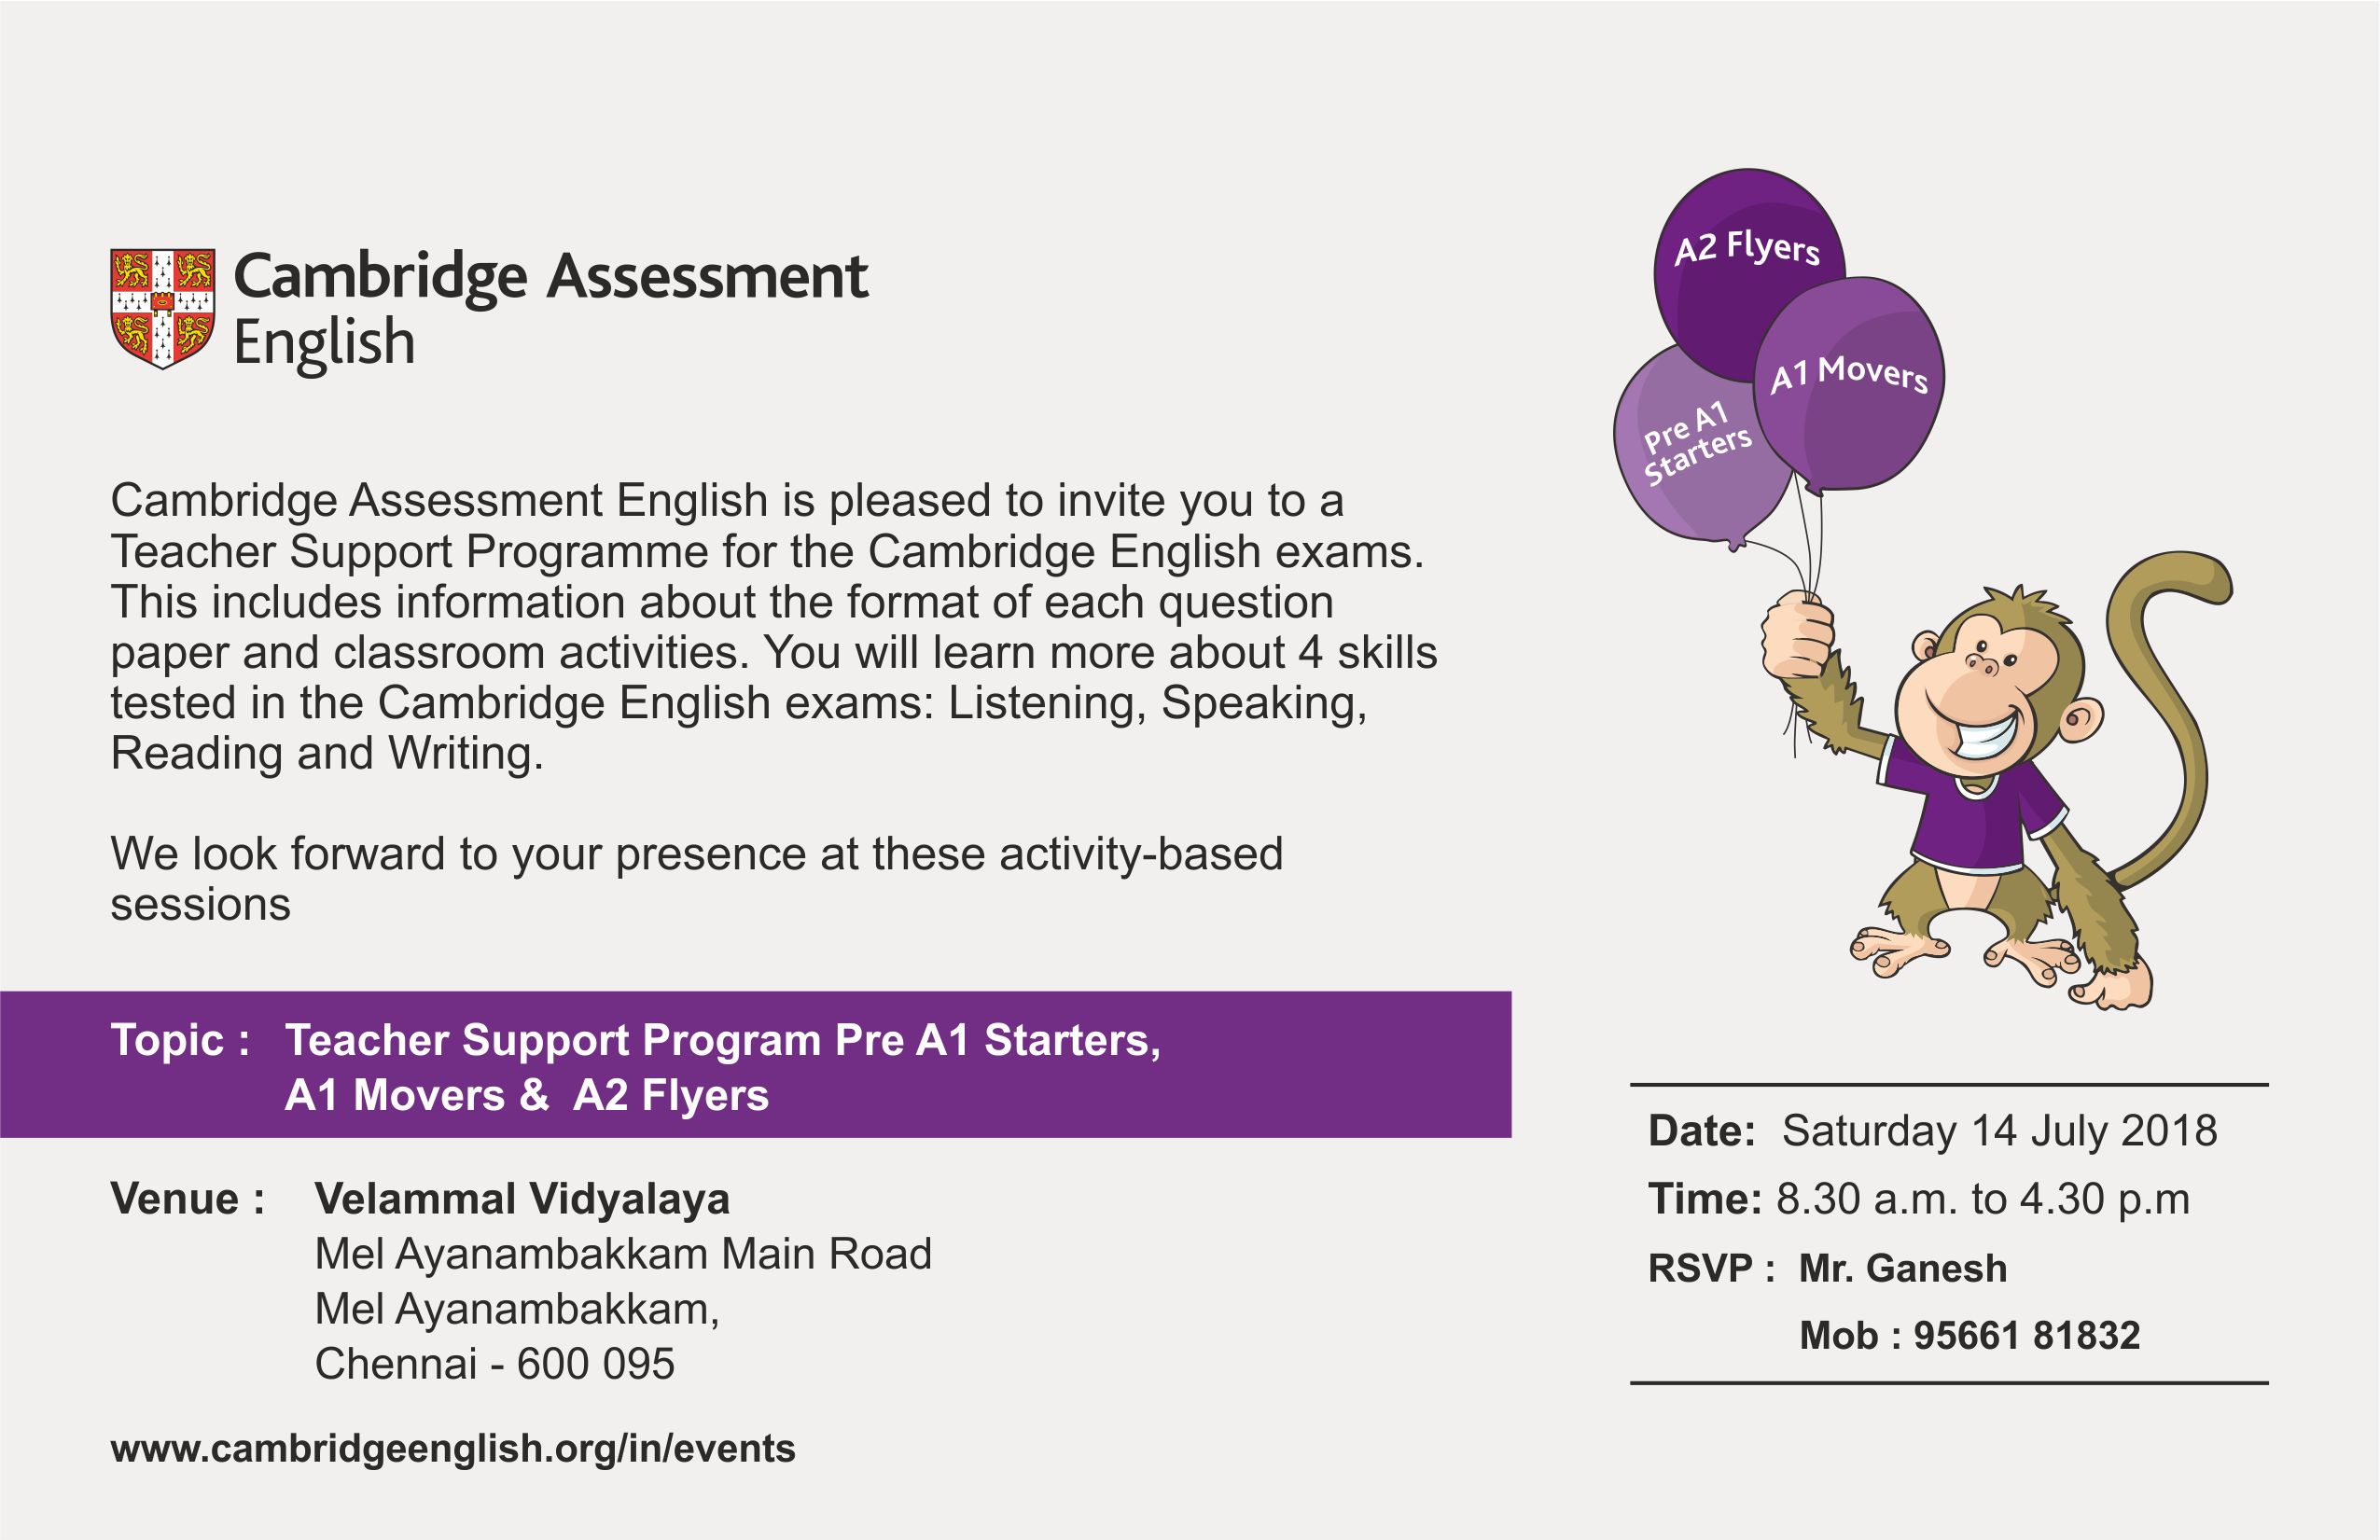 Cambridge Assessment
English
Cambridge Assessment English is pleased to invite you to a
Teacher Support Programme for the Cambridge English exams.
This includes information about the format of each question
paper and classroom activities. You will learn more about 4 skills
tested in the Cambridge English exams: Listening, Speaking,
Reading and Writing.
We look forward to your presence at these activity-based
sessions
Topic : Teacher Support Program Pre A1 Starters,
A1 Movers & A2 Flyers
Venue : Velammal Vidyalaya
Mel Ayanambakkam Main Road
Mel Ayanambakkam,
Chennai - 600 095
www.cambridgeenglish.org/in/events
A2 Flyers
A1 Movers
Pre A1
Starters
Date: Saturday 14 July 2018
Time: 8.30 a.m. to 4.30 p.m
RSVP : Mr. Ganesh
Mob : 95661 81832